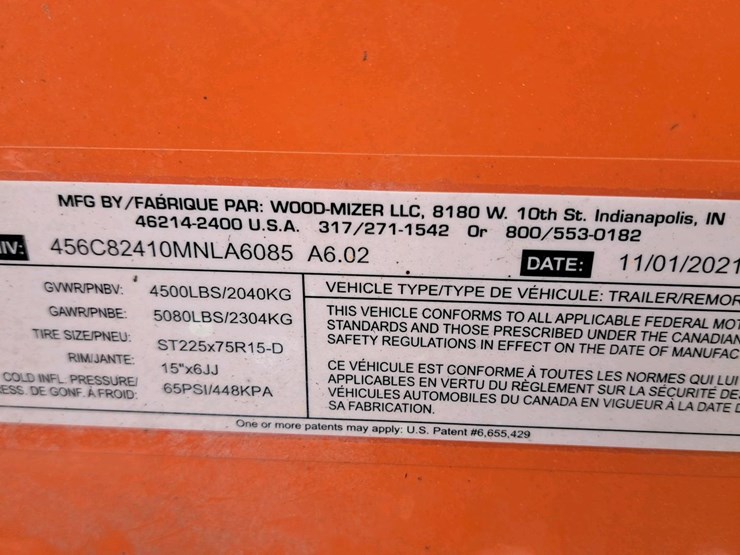 MFG BY/FABRIQUE PAR: WOOD-MIZER LLC, 8180 W. 10th St. Indianapolis, IN
46214-2400 U.S.A. 317/271-1542 Or 800/553-0182
IV: 456C82410MNLA6085 A6.02 DATE: 11/01/2021
GVWR/PNBV: 4500LBS/2040KG
GAWR/PNBE: 5080LBS/2304KG
TIRE SIZE/PNEU: ST225x75R15-D
RIM/JANTE: 15"x6JJ
COLD INFL. PRESSURE/
ESS. DE GONF. À FROID: 65PSI/448KPA
VEHICLE TYPE/TYPE DE VÉHICULE: TRAILER/REMOR
THIS VEHICLE CONFORMS TO ALL APPLICABLE FEDERAL MOT
STANDARDS AND THOSE PRESCRIBED UNDER THE CANADIAN
SAFETY REGULATIONS IN EFFECT ON THE DATE OF MANUFAC
CE VÉHICULE EST CONFORME À TOUTES LES NORMES QUI LUI
APPLICABLES EN VERTU DU RÈGLEMENT SUR LA SÉCURITÉ DE
VÉHICULES AUTOMOBILES DU CANADA EN VIGUEUR À LA DATE D
SA FABRICATION.
One or more patents may apply: U.S. Patent #6,655,429